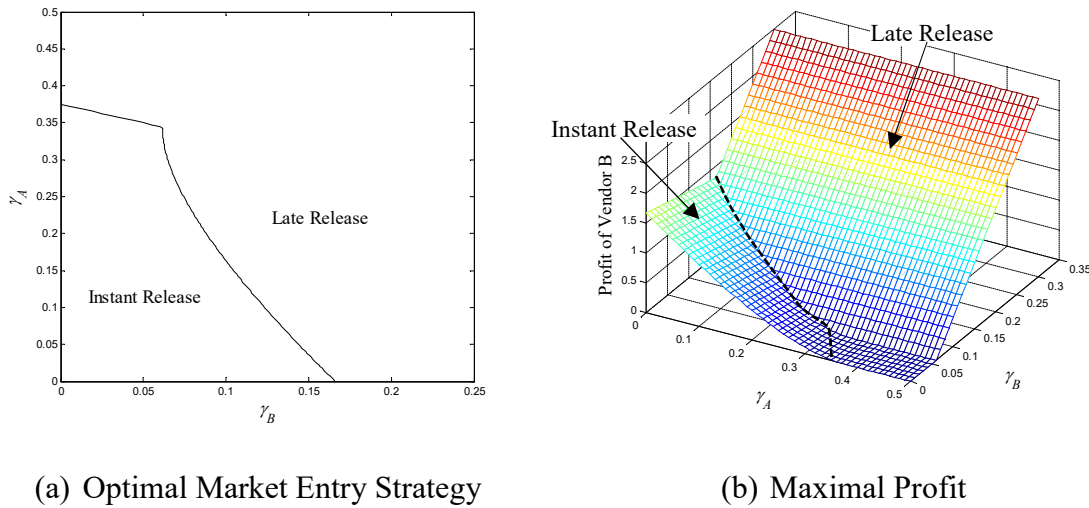 0.5
0.45
0.4
0.35
0.3
0.25
0.2
0.15
0.1
0.05
0
γ_A
Late Release
Instant Release
0 0.05 0.1 0.15 0.2 0.25
γ_B
(a) Optimal Market Entry Strategy
Late Release
Instant Release
2.5
2
1.5
1
0.5
0
Profit of Vendor B
0 0.1 0.2 0.3 0.4 0.5
γ_A
0 0.05 0.1 0.15 0.2 0.25 0.3 0.35
γ_B
(b) Maximal Profit